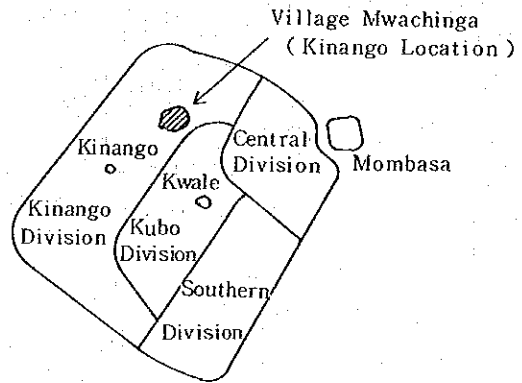 Village Mwachinga
(Kinango Location)
Central
Division
Mombasa
Kinango
Kwale
Kinango
Division
Kubo
Division
Southern
Division